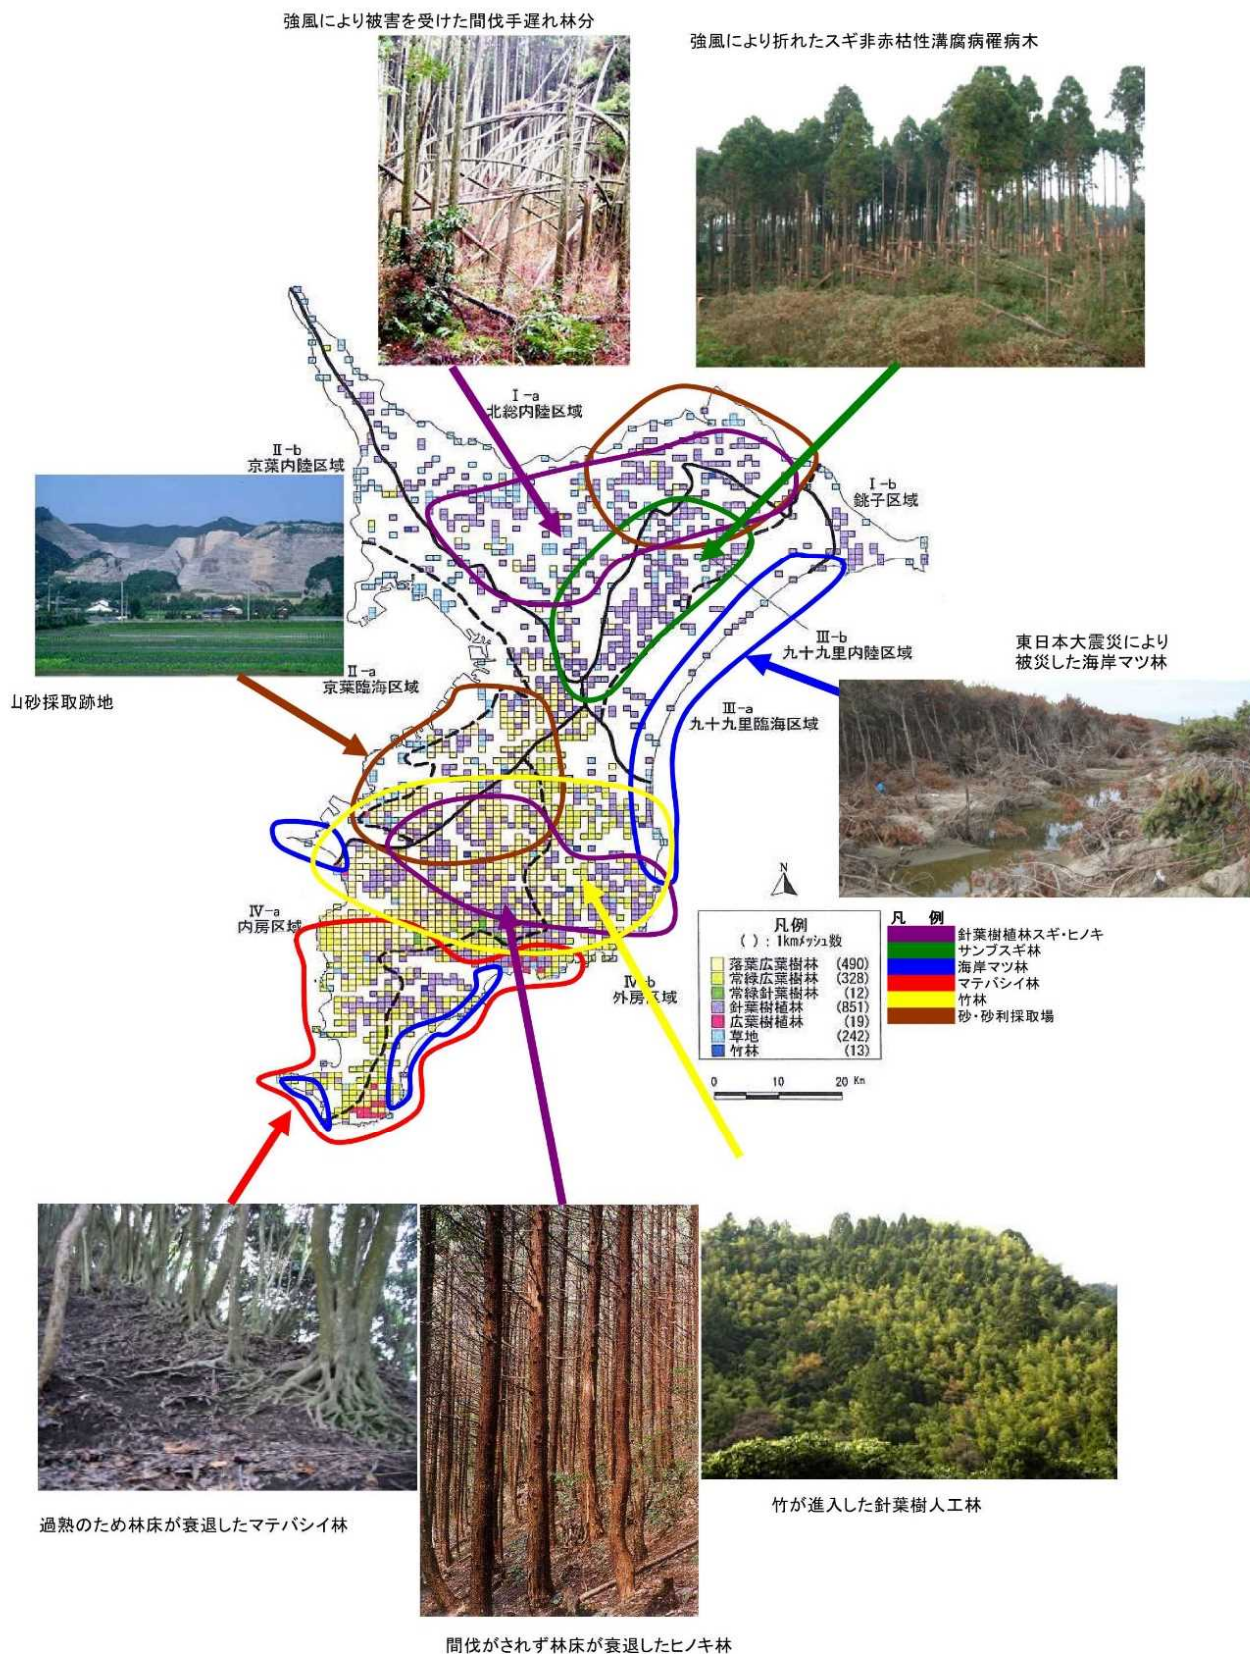 強風により被害を受けた間伐手遅れ林分
強風により折れたスギ非赤枯性溝腐病罹病木
Ⅰ-a
北総内陸区域
Ⅱ-b
京葉内陸区域
Ⅰ-b
銚子区域
山砂採取跡地
Ⅱ-a
京葉臨海区域
Ⅲ-b
九十九里内陸区域
東日本大震災により
被災した海岸マツ林
Ⅲ-a
九十九里臨海区域
N
Ⅳ-a
内房区域
Ⅳ-b
外房区域
凡例
( ) : 1kmメッシュ数
落葉広葉樹林 (490)
常緑広葉樹林 (328)
常緑針葉樹林 (12)
針葉樹植林 (851)
広葉樹植林 (19)
草地 (242)
竹林 (13)
0 10 20 Km
凡 例
針葉樹植林スギ・ヒノキ
サンブスギ林
海岸マツ林
マテバシイ林
竹林
砂・砂利採取場
過熟のため林床が衰退したマテバシイ林
竹が進入した針葉樹人工林
間伐がされず林床が衰退したヒノキ林